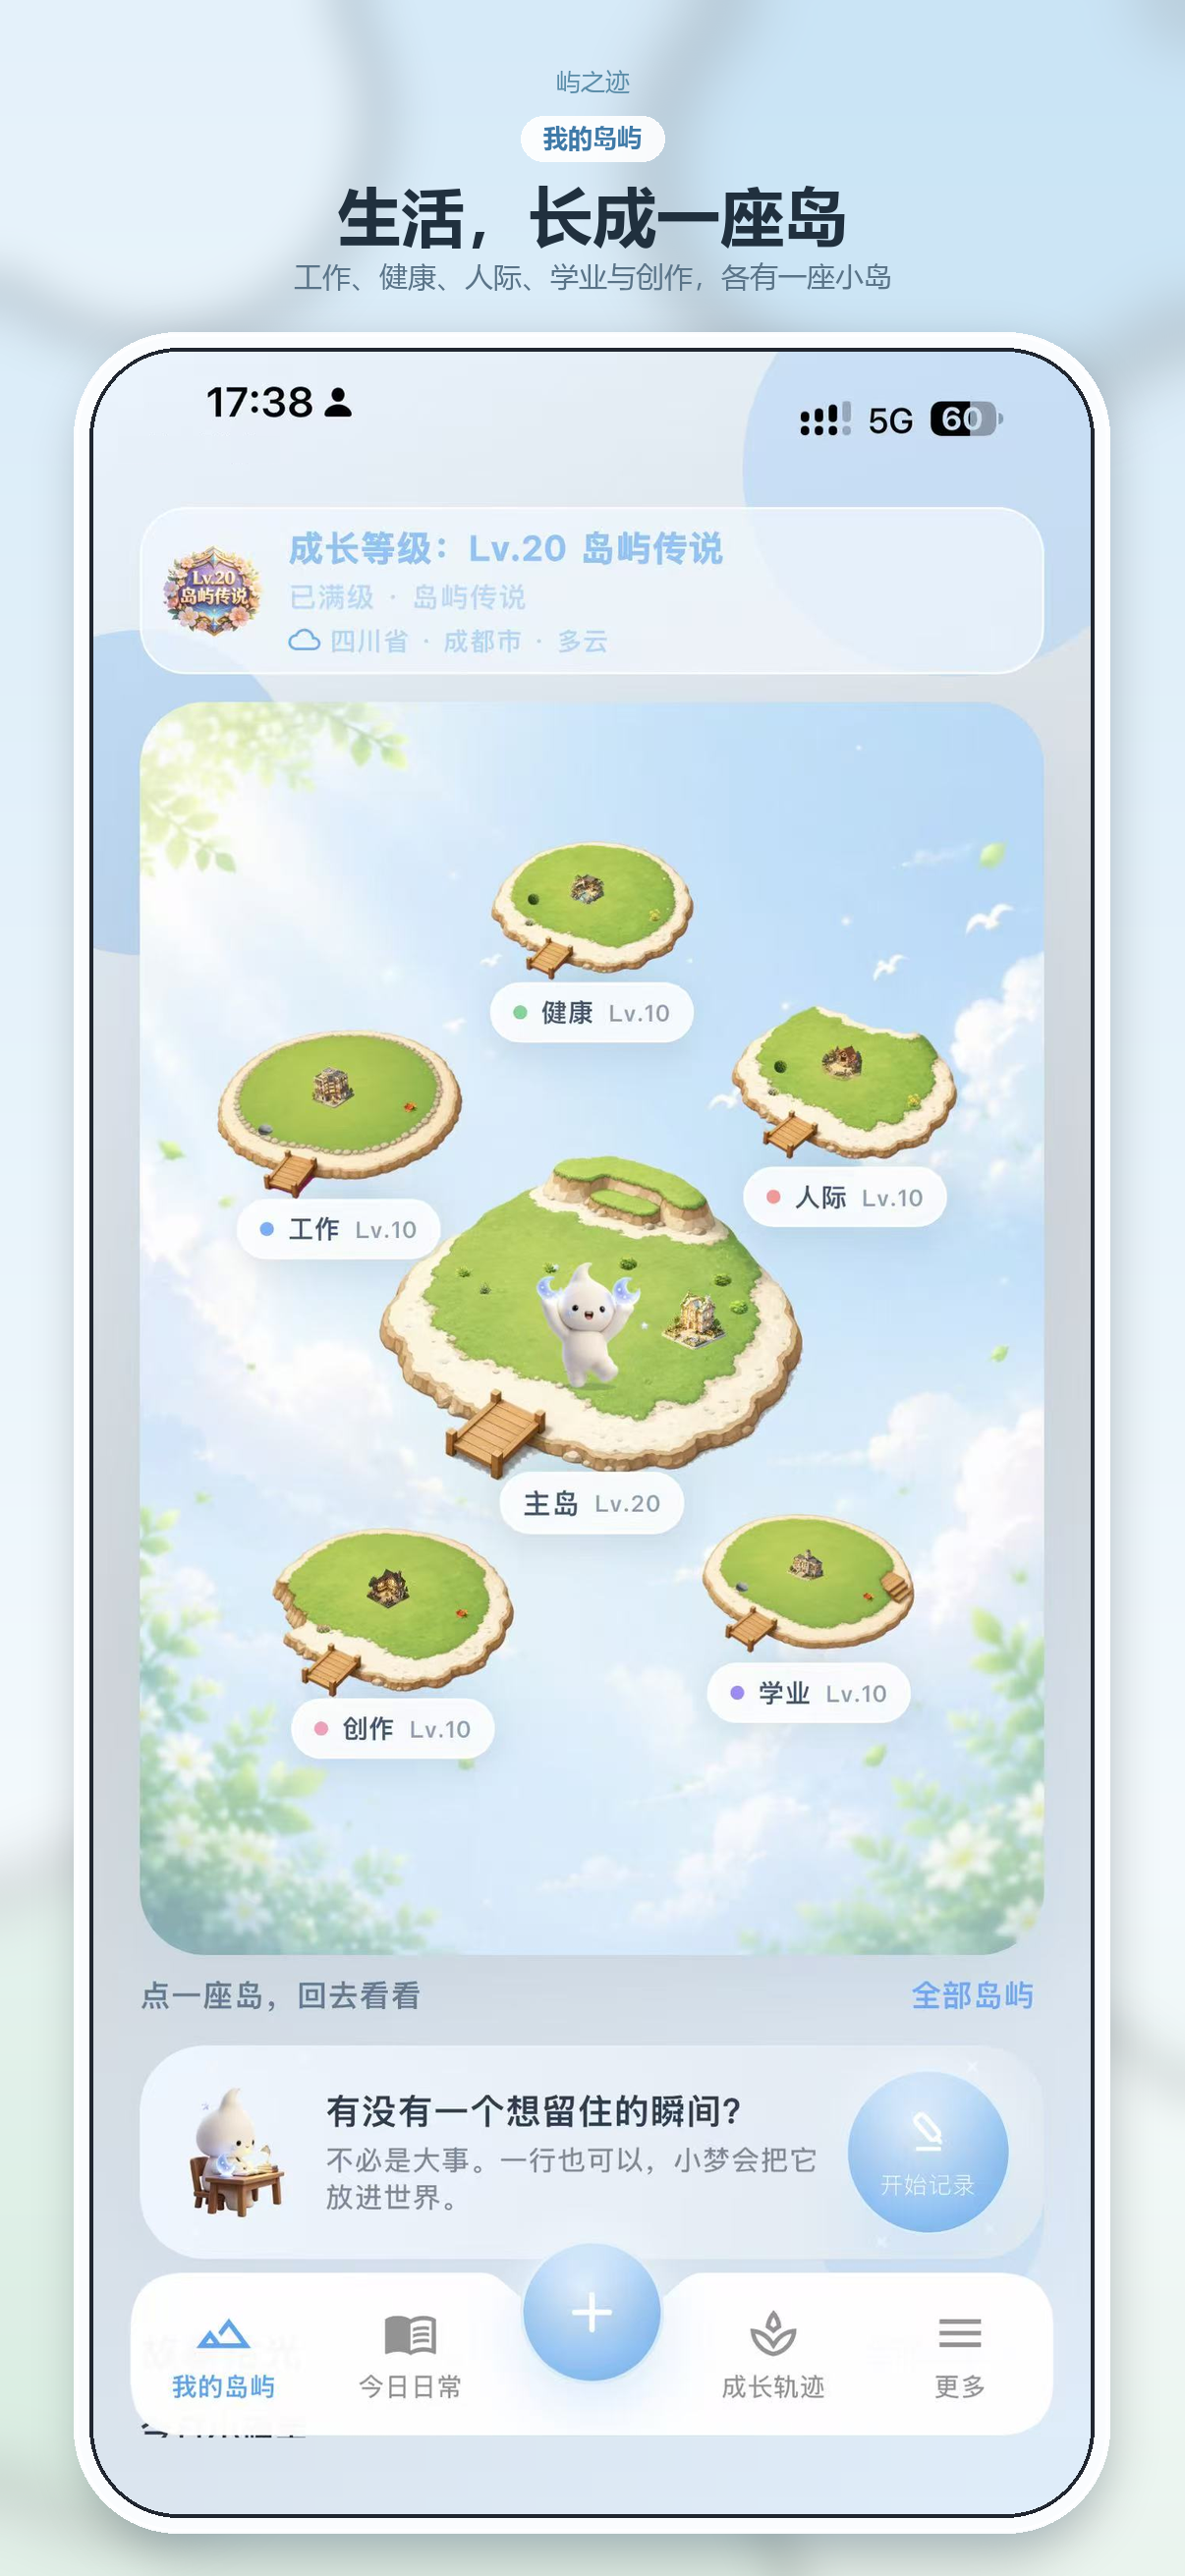 屿之迹
我的岛屿
生活，长成一座岛
工作、健康、人际、学业与创作，各有一座小岛
17:38
5G 60
Lv.20
岛屿传说
成长等级：Lv.20 岛屿传说
已满级 · 岛屿传说
四川省 · 成都市 · 多云
健康 Lv.10
人际 Lv.10
工作 Lv.10
主岛 Lv.20
学业 Lv.10
创作 Lv.10
点一座岛，回去看看
全部岛屿
有没有一个想留住的瞬间？
不必是大事。一行也可以，小梦会把它
放进世界。
开始记录
我的岛屿
今日日常
成长轨迹
更多